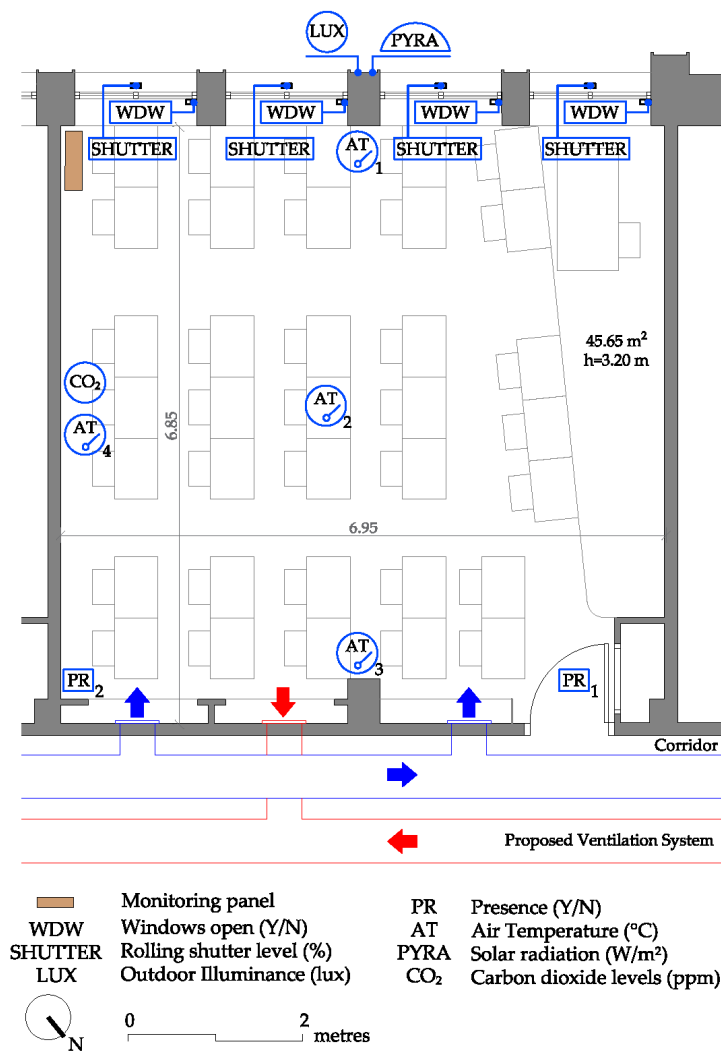 LUX PYRA
WDW WDW WDW WDW
SHUTTER SHUTTER SHUTTER SHUTTER
AT 1
45.65 m²
h=3.20 m
CO₂
AT 2
AT 4
6.85
6.95
AT 3
PR 2
PR 1
Corridor
Proposed Ventilation System
Monitoring panel
WDW Windows open (Y/N)
SHUTTER Rolling shutter level (%)
LUX Outdoor Illuminance (lux)
PR Presence (Y/N)
AT Air Temperature (°C)
PYRA Solar radiation (W/m²)
CO₂ Carbon dioxide levels (ppm)
N
0 2
metres